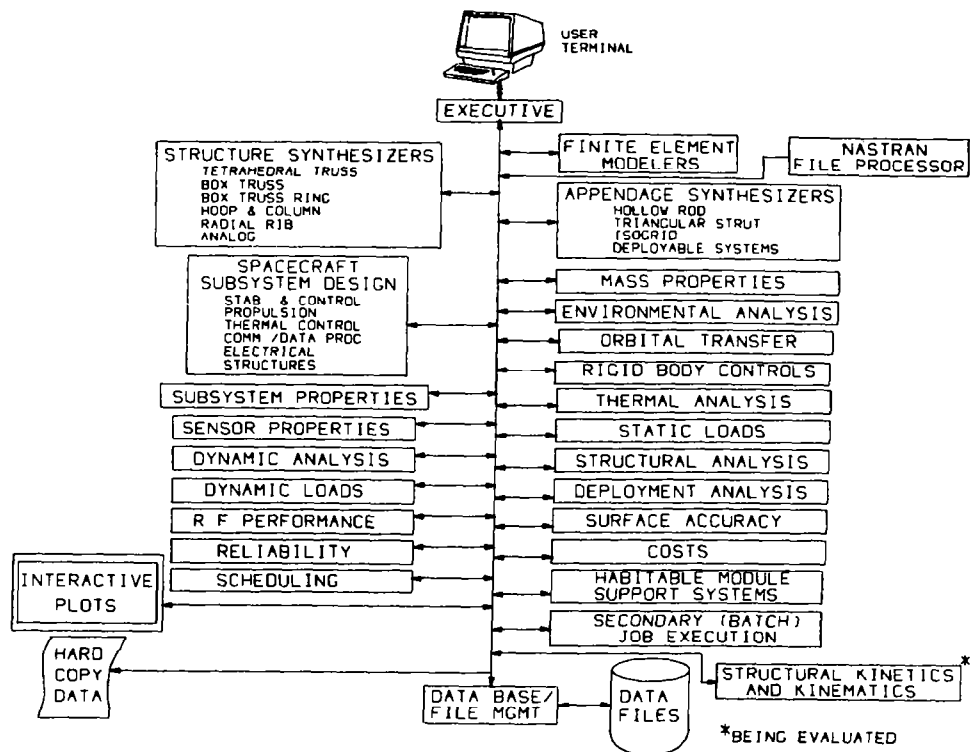 USER
TERMINAL
EXECUTIVE
STRUCTURE SYNTHESIZERS
TETRAHEDRAL TRUSS
BOX TRUSS
BOX TRUSS RING
HOOP & COLUMN
RADIAL RIB
ANALOG
FINITE ELEMENT
MODELERS
NASTRAN
FILE PROCESSOR
APPENDAGE SYNTHESIZERS
HOLLOW ROD
TRIANGULAR STRUT
ISOGRID
DEPLOYABLE SYSTEMS
SPACECRAFT
SUBSYSTEM DESIGN
STAB & CONTROL
PROPULSION
THERMAL CONTROL
COMM /DATA PROC
ELECTRICAL
STRUCTURES
MASS PROPERTIES
ENVIRONMENTAL ANALYSIS
ORBITAL TRANSFER
RIGID BODY CONTROLS
SUBSYSTEM PROPERTIES
THERMAL ANALYSIS
SENSOR PROPERTIES
STATIC LOADS
DYNAMIC ANALYSIS
STRUCTURAL ANALYSIS
DYNAMIC LOADS
DEPLOYMENT ANALYSIS
R F PERFORMANCE
SURFACE ACCURACY
RELIABILITY
COSTS
SCHEDULING
HABITABLE MODULE
SUPPORT SYSTEMS
INTERACTIVE
PLOTS
SECONDARY (BATCH)
JOB EXECUTION
HARD
COPY
DATA
STRUCTURAL KINETICS *
AND KINEMATICS
DATA BASE/
FILE MGMT
DATA
FILES
*BEING EVALUATED